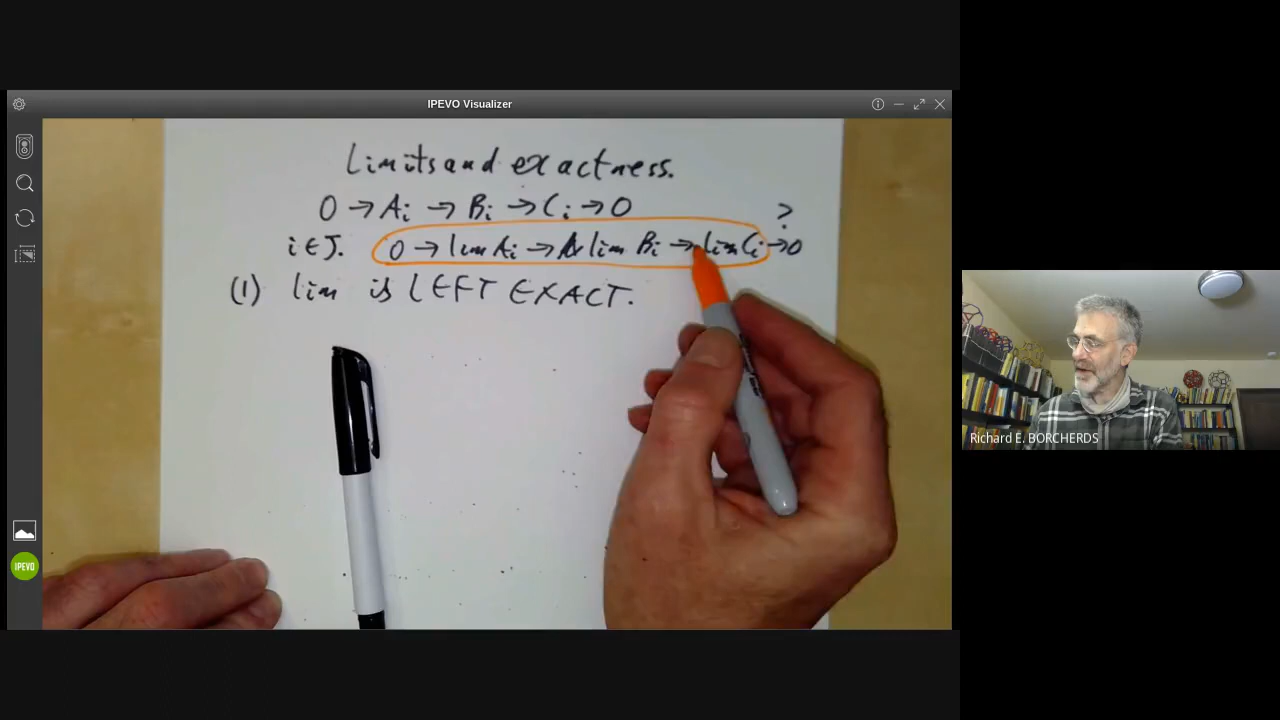 IPEVO Visualizer
Limits and exactness.
0 → Ai → Bi → Ci → 0
?
i ∈ J. 0 → lim Ai → lim Bi → lim Ci → 0
(1) lim is LEFT EXACT.
IPEVO
Richard E. BORCHERDS